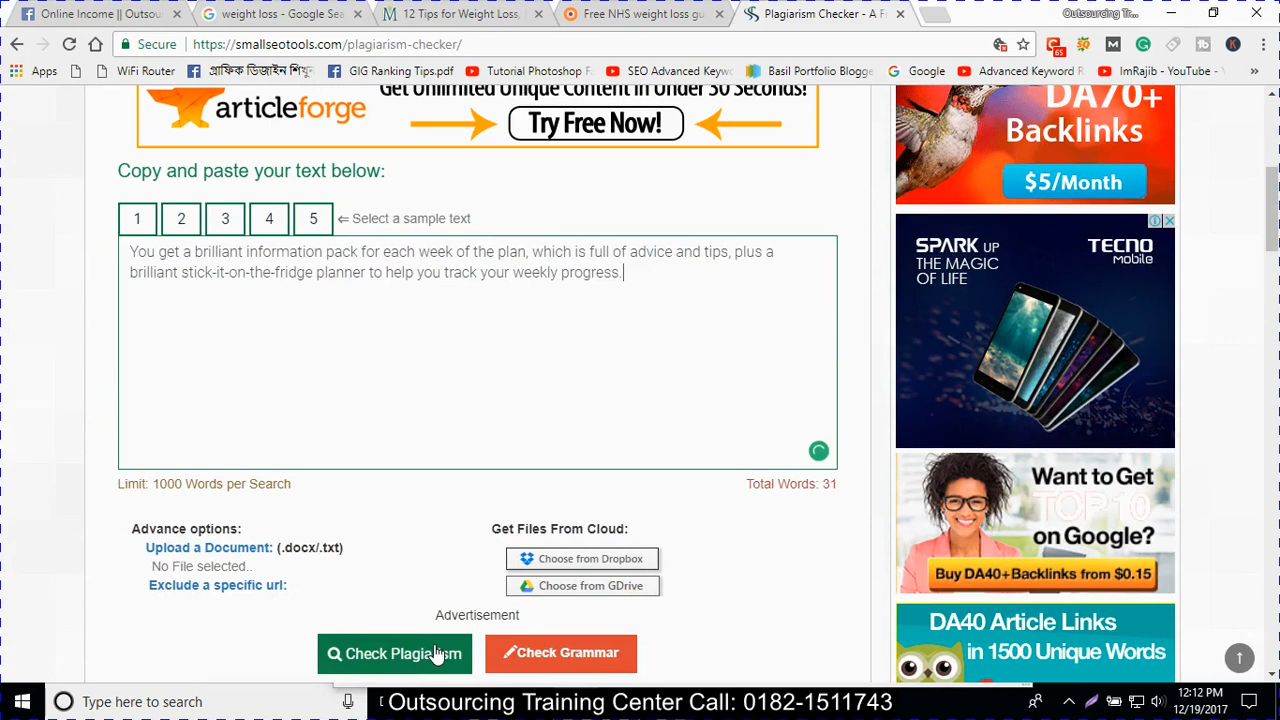 Online Income || Outsou
weight loss - Google Sea
12 Tips for Weight Loss,
Free NHS weight loss gu
Plagiarism Checker - A F
Outsourcing Tr...
Secure
https://smallseotools.com/plagiarism-checker/
65
Apps
WiFi Router
গ্রাফিক ডিজাইন শিখু
GIG Ranking Tips.pdf
Tutorial Photoshop F
SEO Advanced Keyw
Basil Portfolio Blogge
Google
Advanced Keyword R
ImRajib - YouTube -
articleforge
Get Unlimited Unique Content in Under 30 Seconds!
Try Free Now!
DA70+
Backlinks
$5/Month
Copy and paste your text below:
1 2 3 4 5 ⇐ Select a sample text
You get a brilliant information pack for each week of the plan, which is full of advice and tips, plus a
brilliant stick-it-on-the-fridge planner to help you track your weekly progress.
SPARK UP
THE MAGIC
OF LIFE
TECNO
mobile
Limit: 1000 Words per Search
Total Words: 31
Advance options:
Upload a Document: (.docx/.txt)
No File selected..
Exclude a specific url:
Get Files From Cloud:
Choose from Dropbox
Choose from GDrive
Want to Get
TOP10
on Google?
Buy DA40+Backlinks from $0.15
Advertisement
Check Plagiarism
Check Grammar
DA40 Article Links
in 1500 Unique Words
Type here to search
Outsourcing Training Center Call: 0182-1511743
12:12 PM
12/19/2017